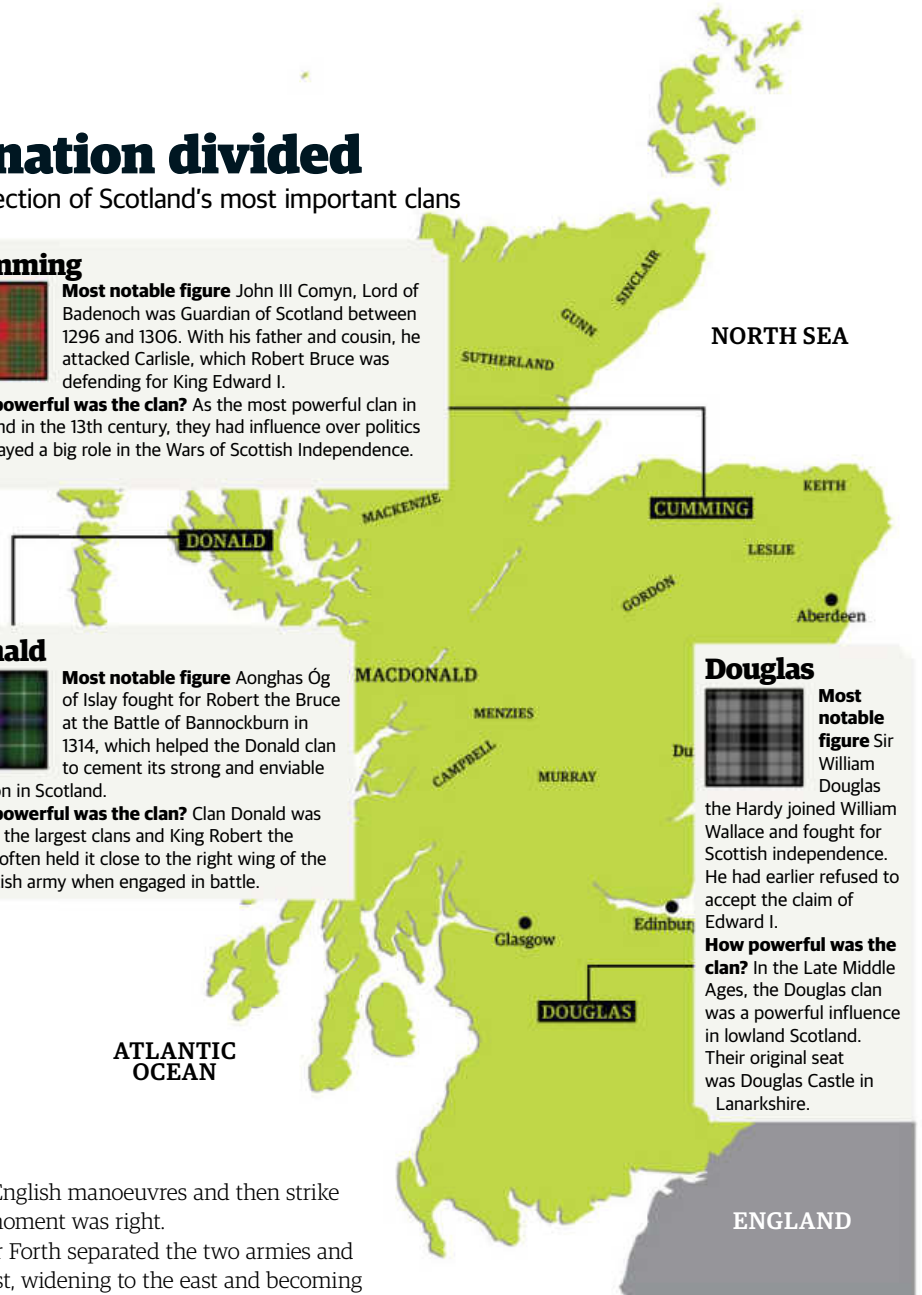 nation divided
ection of Scotland's most important clans
mming
Most notable figure John III Comyn, Lord of
Badenoch was Guardian of Scotland between
1296 and 1306. With his father and cousin, he
attacked Carlisle, which Robert Bruce was
defending for King Edward I.
powerful was the clan? As the most powerful clan in
nd in the 13th century, they had influence over politics
ayed a big role in the Wars of Scottish Independence.
SINCLAIR
GUNN
SUTHERLAND
NORTH SEA
MACKENZIE
DONALD
CUMMING
KEITH
LESLIE
GORDON
Aberdeen
nald
Most notable figure Aonghas Óg
of Islay fought for Robert the Bruce
at the Battle of Bannockburn in
1314, which helped the Donald clan
to cement its strong and enviable
on in Scotland.
powerful was the clan? Clan Donald was
the largest clans and King Robert the
often held it close to the right wing of the
ish army when engaged in battle.
MACDONALD
MENZIES
CAMPBELL
MURRAY
Du
Edinbur
Glasgow
DOUGLAS
Douglas
Most
notable
figure Sir
William
Douglas
the Hardy joined William
Wallace and fought for
Scottish independence.
He had earlier refused to
accept the claim of
Edward I.
How powerful was the
clan? In the Late Middle
Ages, the Douglas clan
was a powerful influence
in lowland Scotland.
Their original seat
was Douglas Castle in
Lanarkshire.
ATLANTIC
OCEAN
ENGLAND
English manoeuvres and then strike
moment was right.
r Forth separated the two armies and
st, widening to the east and becoming